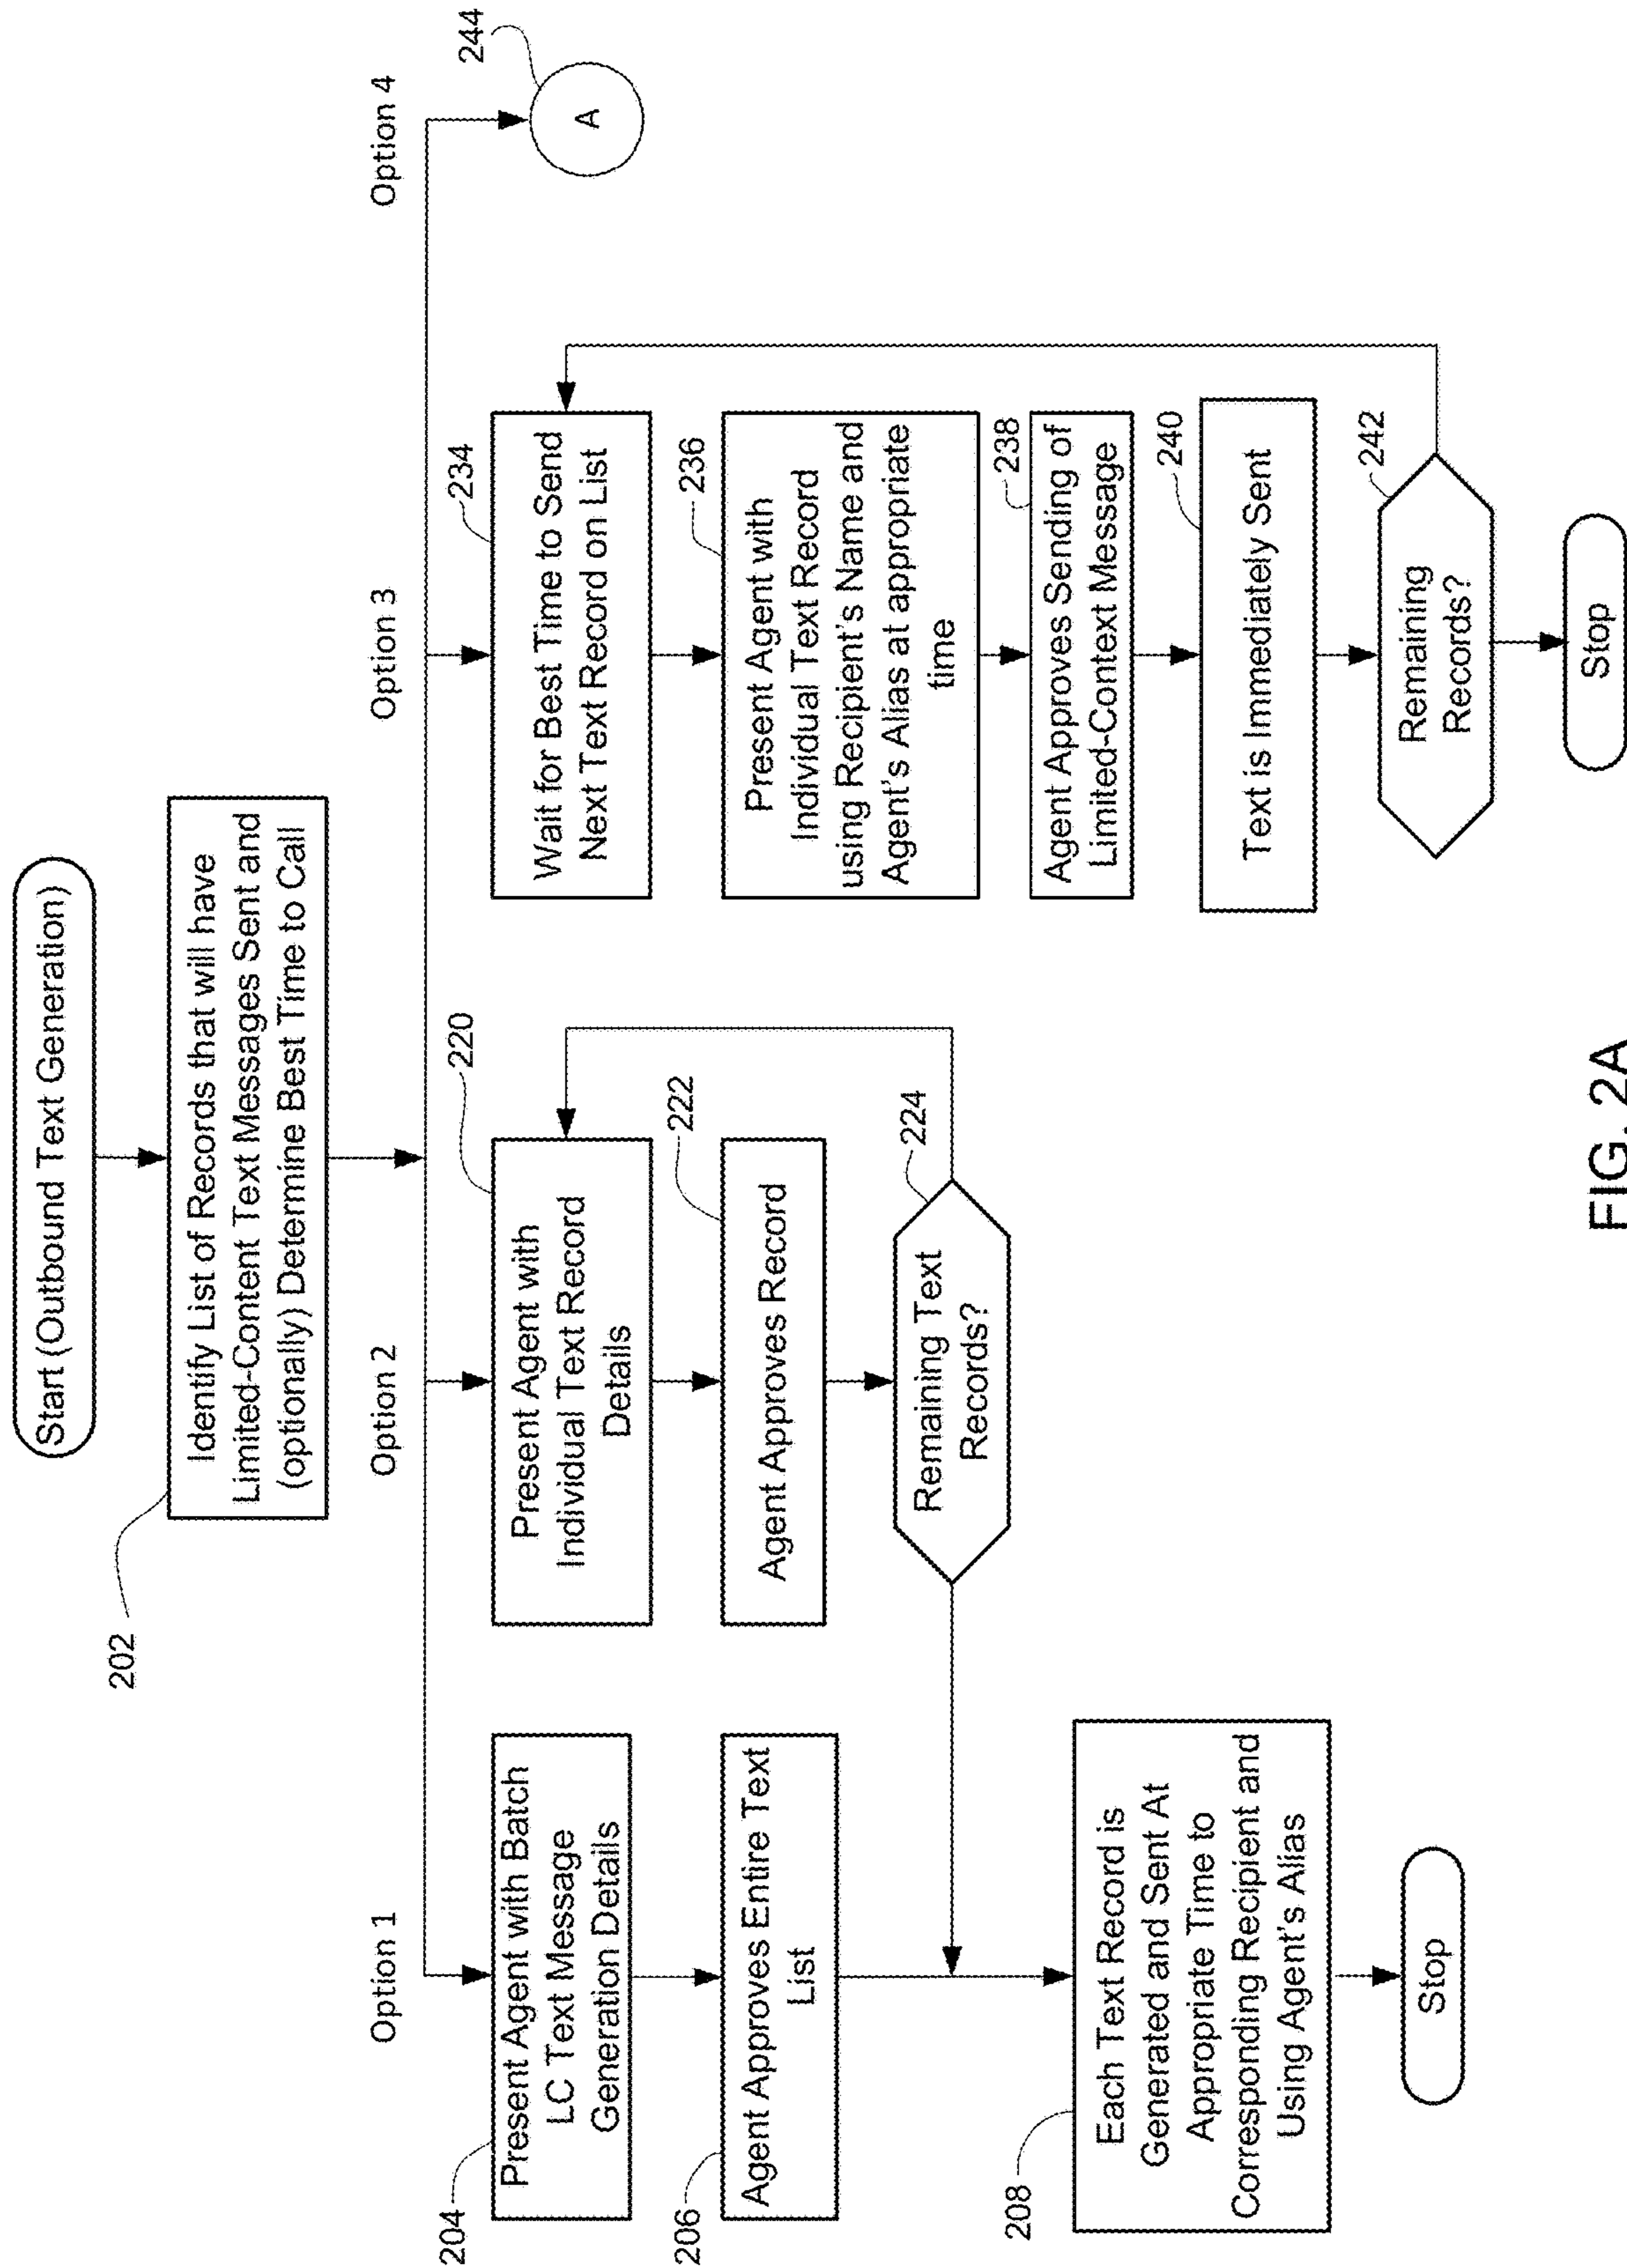 Start (Outbound Text Generation)
202
Identify List of Records that will have
Limited-Content Text Messages Sent and
(optionally) Determine Best Time to Call
Option 1
204
Present Agent with Batch
LC Text Message
Generation Details
206
Agent Approves Entire Text
List
208
Each Text Record is
Generated and Sent At
Appropriate Time to
Corresponding Recipient and
Using Agent's Alias
Stop
Option 2
220
Present Agent with
Individual Text Record
Details
222
Agent Approves Record
224
Remaining Text
Records?
Option 3
234
Wait for Best Time to Send
Next Text Record on List
236
Present Agent with
Individual Text Record
using Recipient's Name and
Agent's Alias at appropriate
time
238
Agent Approves Sending of
Limited-Context Message
240
Text is Immediately Sent
242
Remaining
Records?
Stop
Option 4
244
A
FIG. 2A